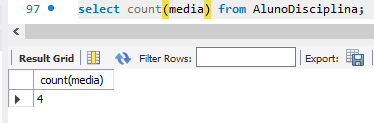 97 select count(media) from AlunoDisciplina;
Result Grid Filter Rows: Export:
count(media)
4